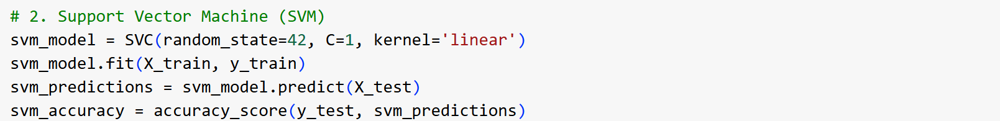 # 2. Support Vector Machine (SVM)
svm_model = SVC(random_state=42, C=1, kernel='linear')
svm_model.fit(X_train, y_train)
svm_predictions = svm_model.predict(X_test)
svm_accuracy = accuracy_score(y_test, svm_predictions)